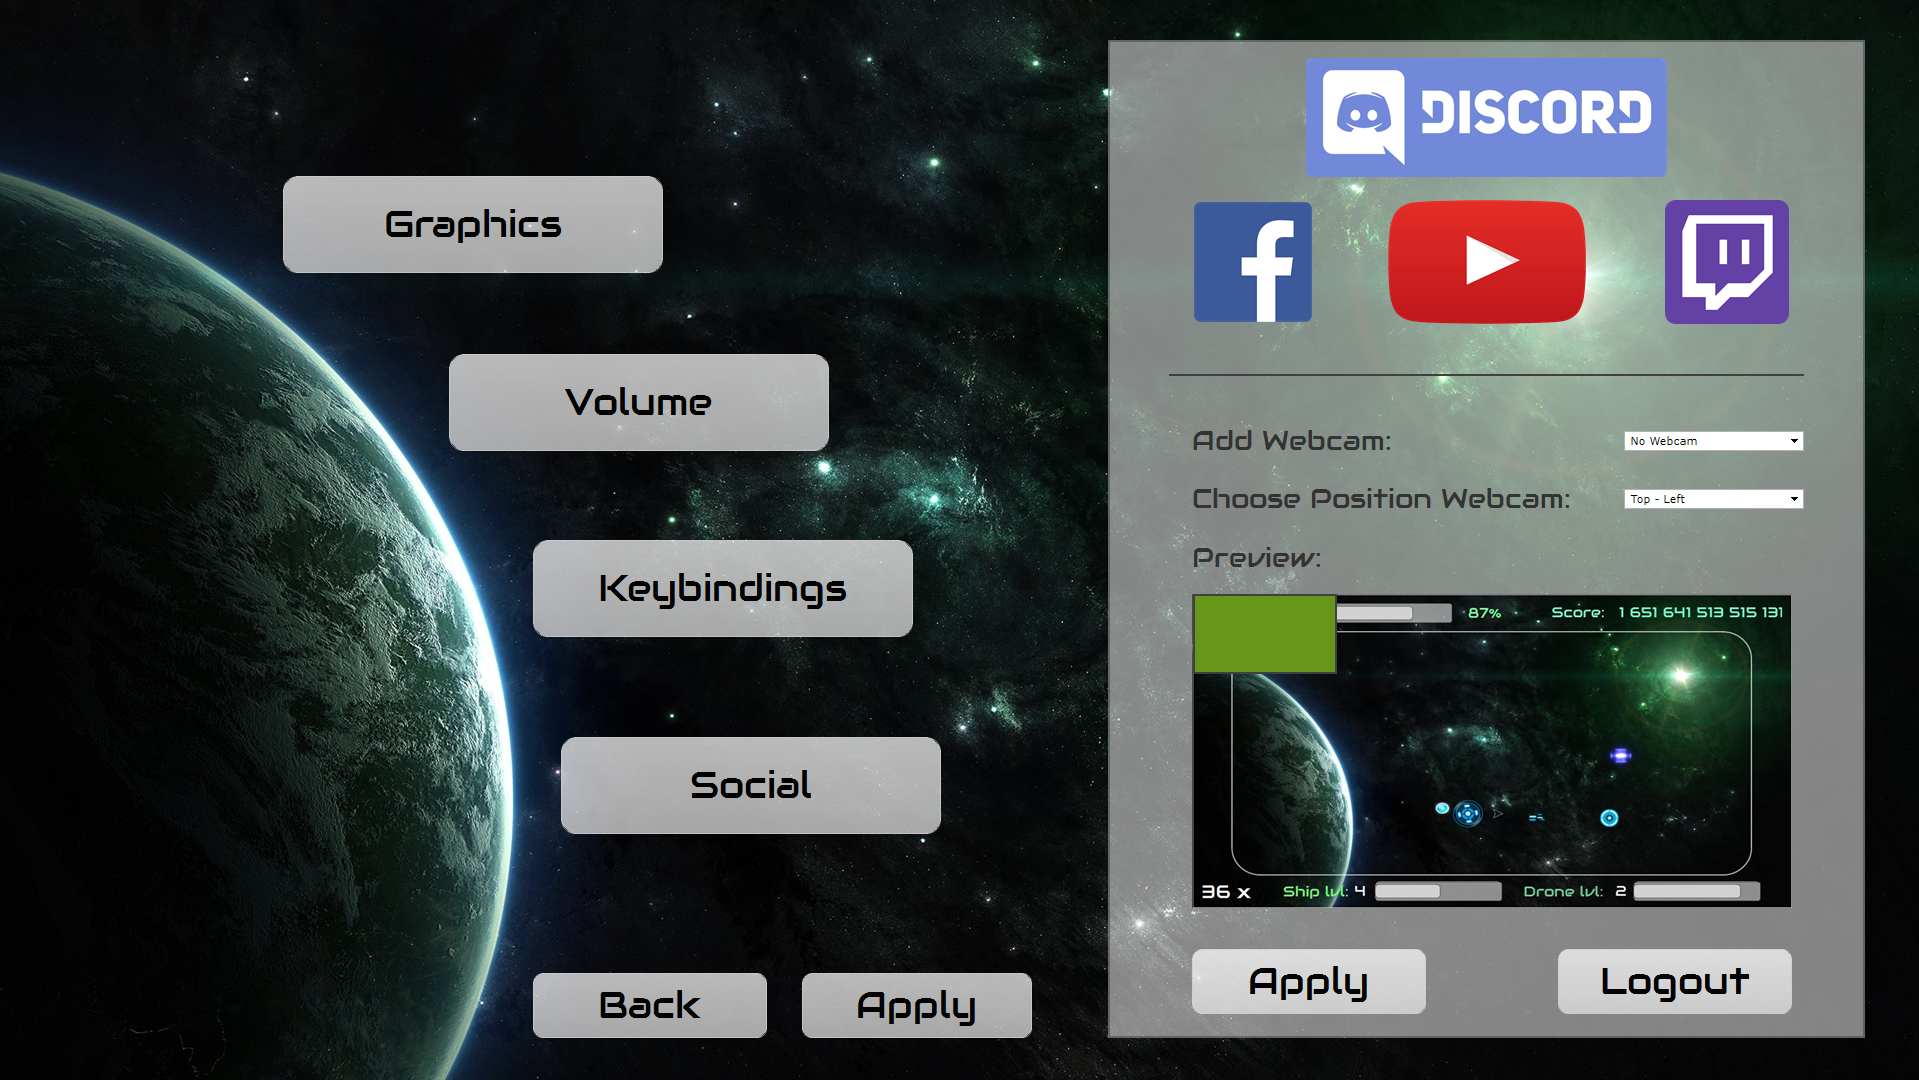 Graphics
Volume
Keybindings
Social
Back
Apply
DISCORD
Add Webcam:
No Webcam
Choose Position Webcam:
Top - Left
Preview:
87%
Score: 1 651 641 513 515 131
36 x
Ship lvl: 4
Drone lvl: 2
Apply
Logout